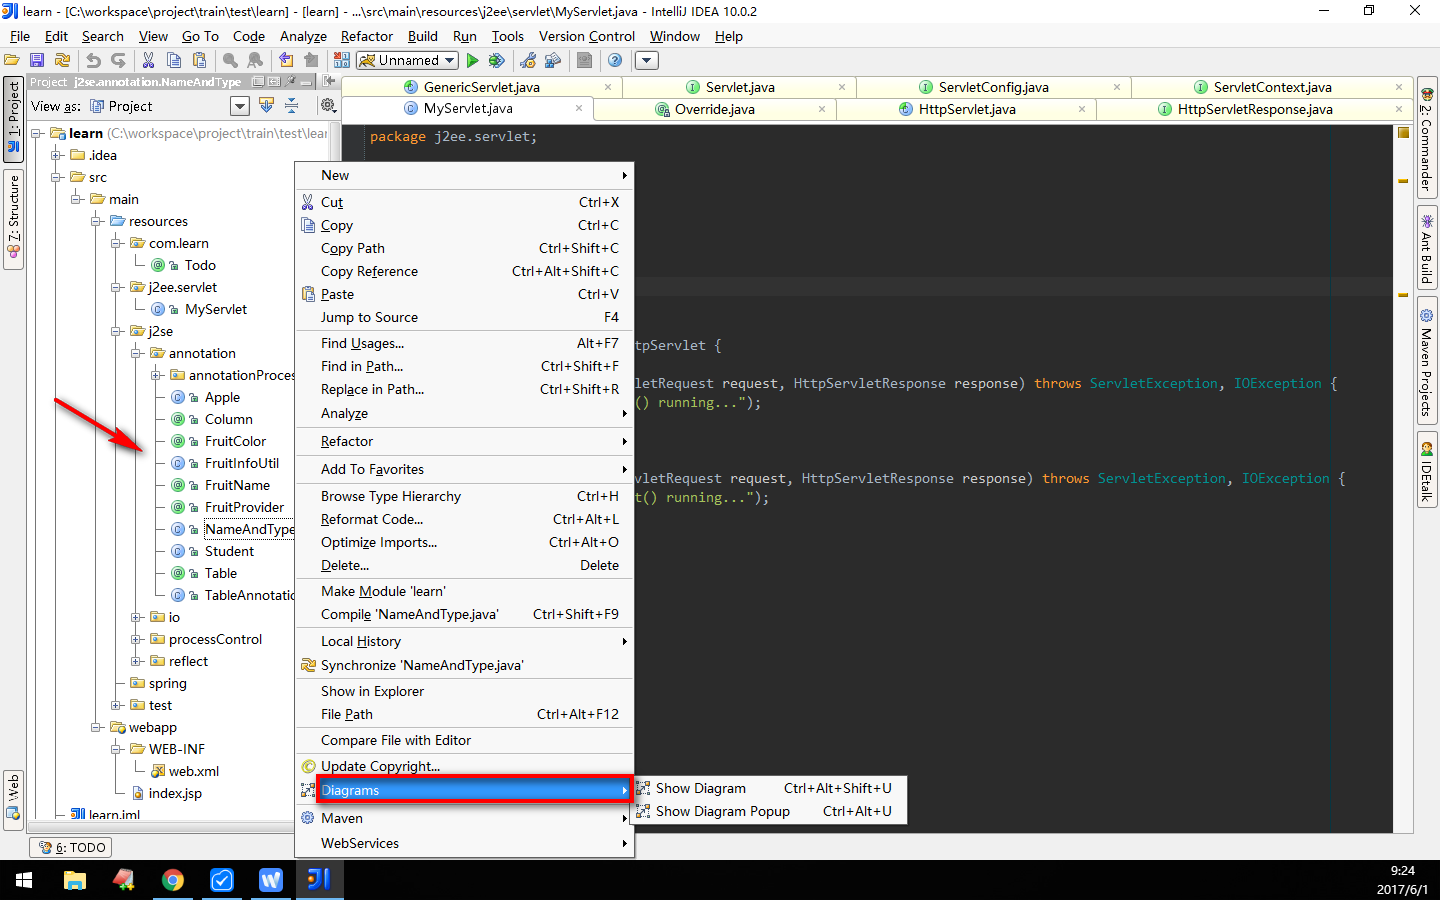 learn - [C:\workspace\project\train\test\learn] - [learn] - ...\src\main\resources\j2ee\servlet\MyServlet.java - IntelliJ IDEA 10.0.2
File Edit Search View Go To Code Analyze Refactor Build Run Tools Version Control Window Help
Unnamed
Project j2se.annotation.NameAndType
View as: Project
1: Project
7: Structure
Web
GenericServlet.java Servlet.java ServletConfig.java ServletContext.java
MyServlet.java Override.java HttpServlet.java HttpServletResponse.java
learn (C:\workspace\project\train\test\lear
.idea
src
main
resources
com.learn
Todo
j2ee.servlet
MyServlet
j2se
annotation
annotationProces
Apple
Column
FruitColor
FruitInfoUtil
FruitName
FruitProvider
NameAndType
Student
Table
TableAnnotatio
io
processControl
reflect
spring
test
webapp
WEB-INF
web.xml
index.jsp
learn.iml
package j2ee.servlet;
tpServlet {
letRequest request, HttpServletResponse response) throws ServletException, IOException {
() running...");
vletRequest request, HttpServletResponse response) throws ServletException, IOException {
t() running...");
New
Cut Ctrl+X
Copy Ctrl+C
Copy Path Ctrl+Shift+C
Copy Reference Ctrl+Alt+Shift+C
Paste Ctrl+V
Jump to Source F4
Find Usages... Alt+F7
Find in Path... Ctrl+Shift+F
Replace in Path... Ctrl+Shift+R
Analyze
Refactor
Add To Favorites
Browse Type Hierarchy Ctrl+H
Reformat Code... Ctrl+Alt+L
Optimize Imports... Ctrl+Alt+O
Delete... Delete
Make Module 'learn'
Compile 'NameAndType.java' Ctrl+Shift+F9
Local History
Synchronize 'NameAndType.java'
Show in Explorer
File Path Ctrl+Alt+F12
Compare File with Editor
Update Copyright...
Diagrams
Maven
WebServices
Show Diagram Ctrl+Alt+Shift+U
Show Diagram Popup Ctrl+Alt+U
2: Commander
Ant Build
Maven Projects
IDEtalk
6: TODO
9:24
2017/6/1